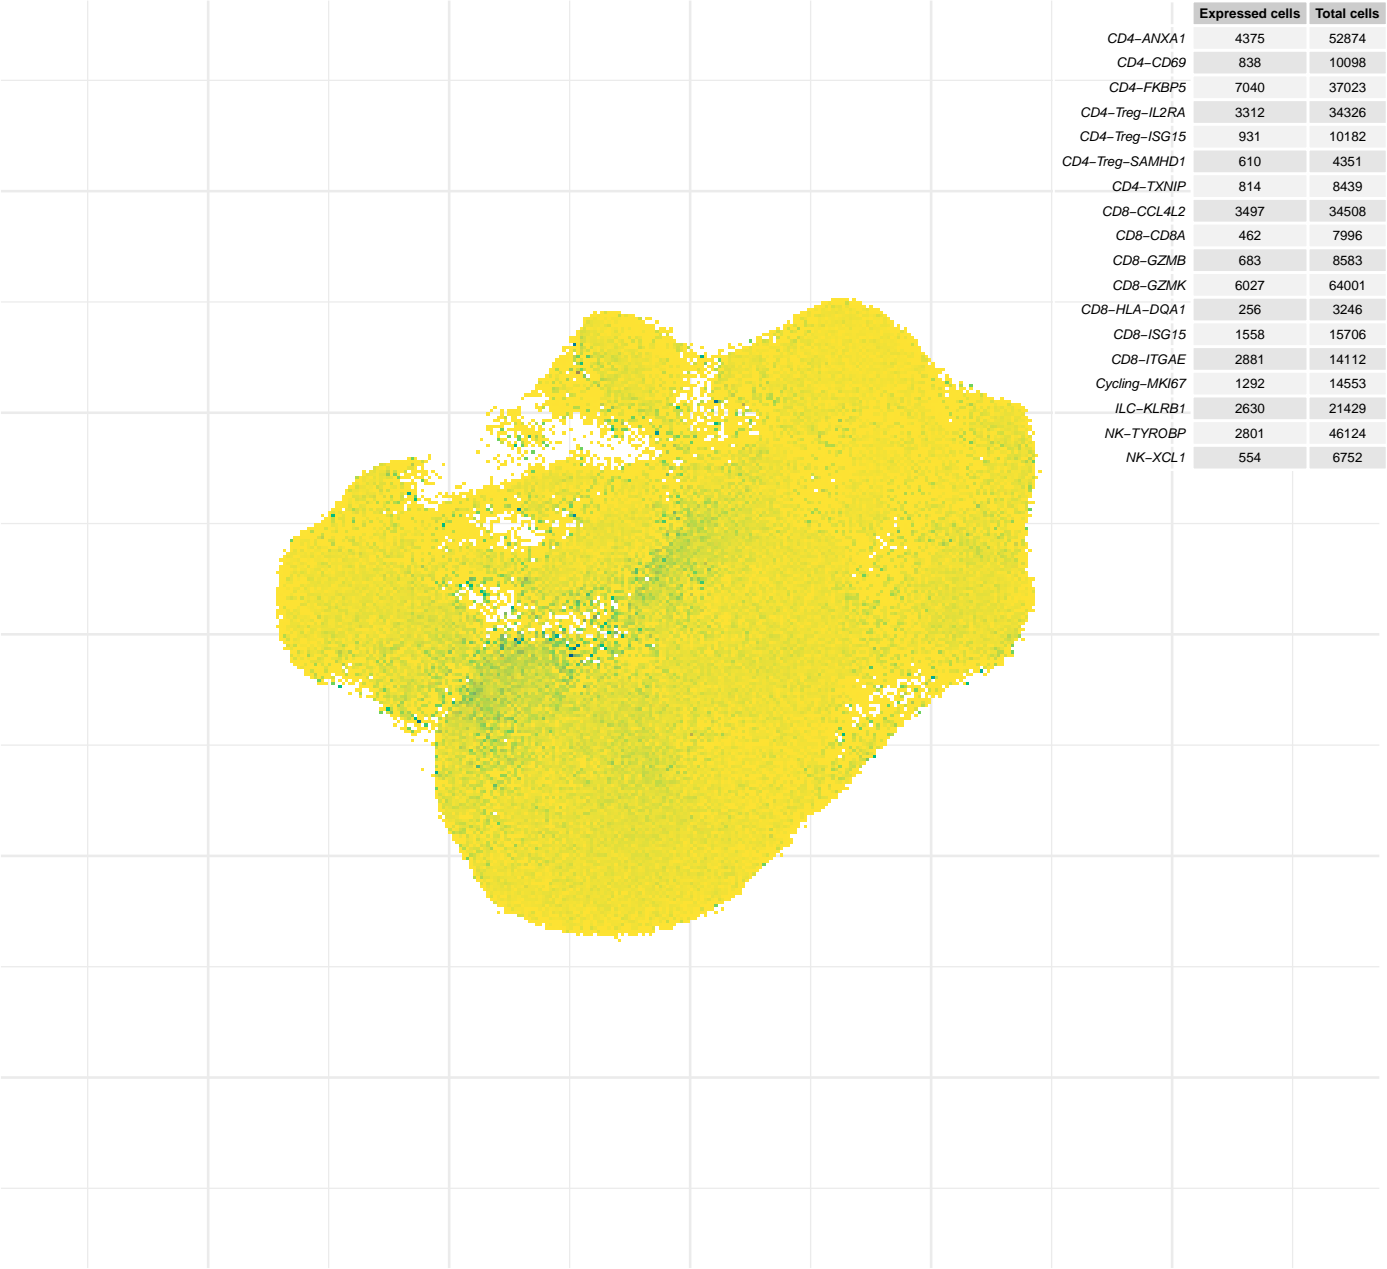 Expressed cells Total cells
CD4−ANXA1 4375 52874
CD4−CD69 838 10098
CD4−FKBP5 7040 37023
CD4−Treg−IL2RA 3312 34326
CD4−Treg−ISG15 931 10182
CD4−Treg−SAMHD1 610 4351
CD4−TXNIP 814 8439
CD8−CCL4L2 3497 34508
CD8−CD8A 462 7996
CD8−GZMB 683 8583
CD8−GZMK 6027 64001
CD8−HLA−DQA1 256 3246
CD8−ISG15 1558 15706
CD8−ITGAE 2881 14112
Cycling−MKI67 1292 14553
ILC−KLRB1 2630 21429
NK−TYROBP 2801 46124
NK−XCL1 554 6752